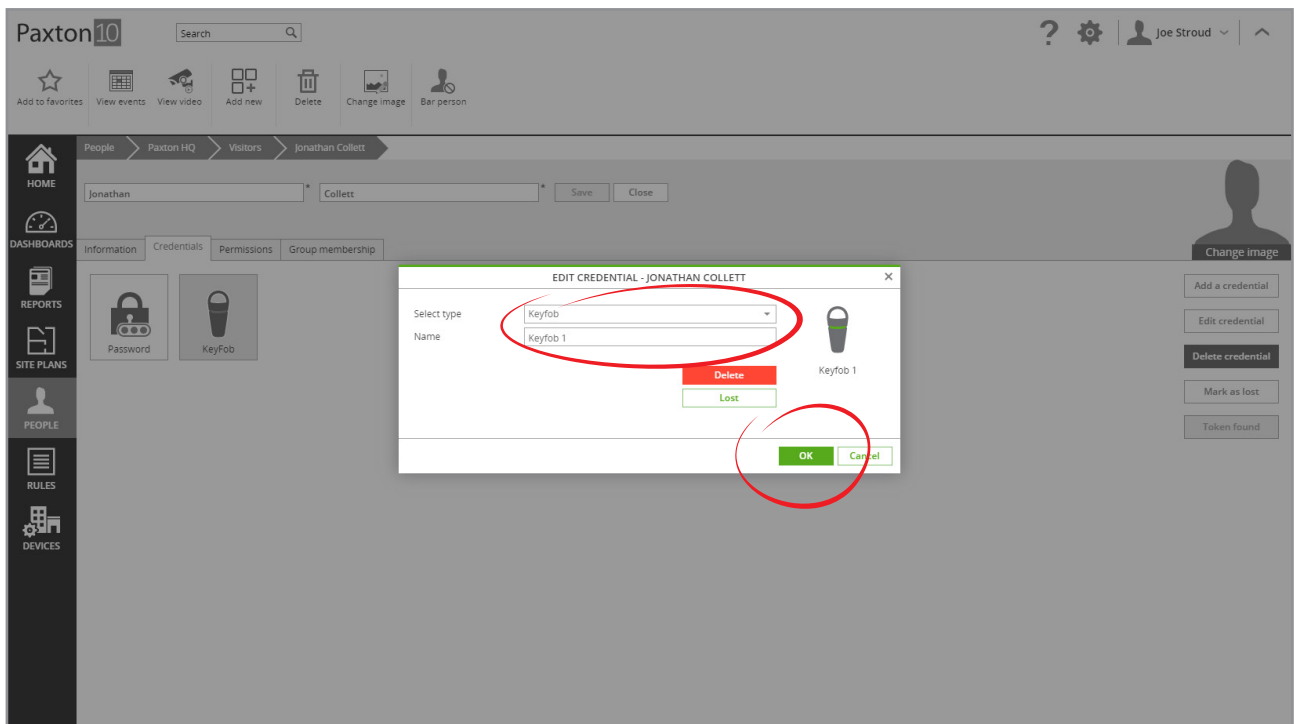 Paxton10
Search
? Joe Stroud
Add to favorites View events View video Add new Delete Change image Bar person
HOME
DASHBOARDS
REPORTS
SITE PLANS
PEOPLE
RULES
DEVICES
People Paxton HQ Visitors Jonathan Collett
Jonathan * Collett * Save Close
Change image
Information Credentials Permissions Group membership
Password KeyFob
EDIT CREDENTIAL - JONATHAN COLLETT
Select type Keyfob
Name Keyfob 1
Keyfob 1
Delete
Lost
OK Cancel
Add a credential
Edit credential
Delete credential
Mark as lost
Token found